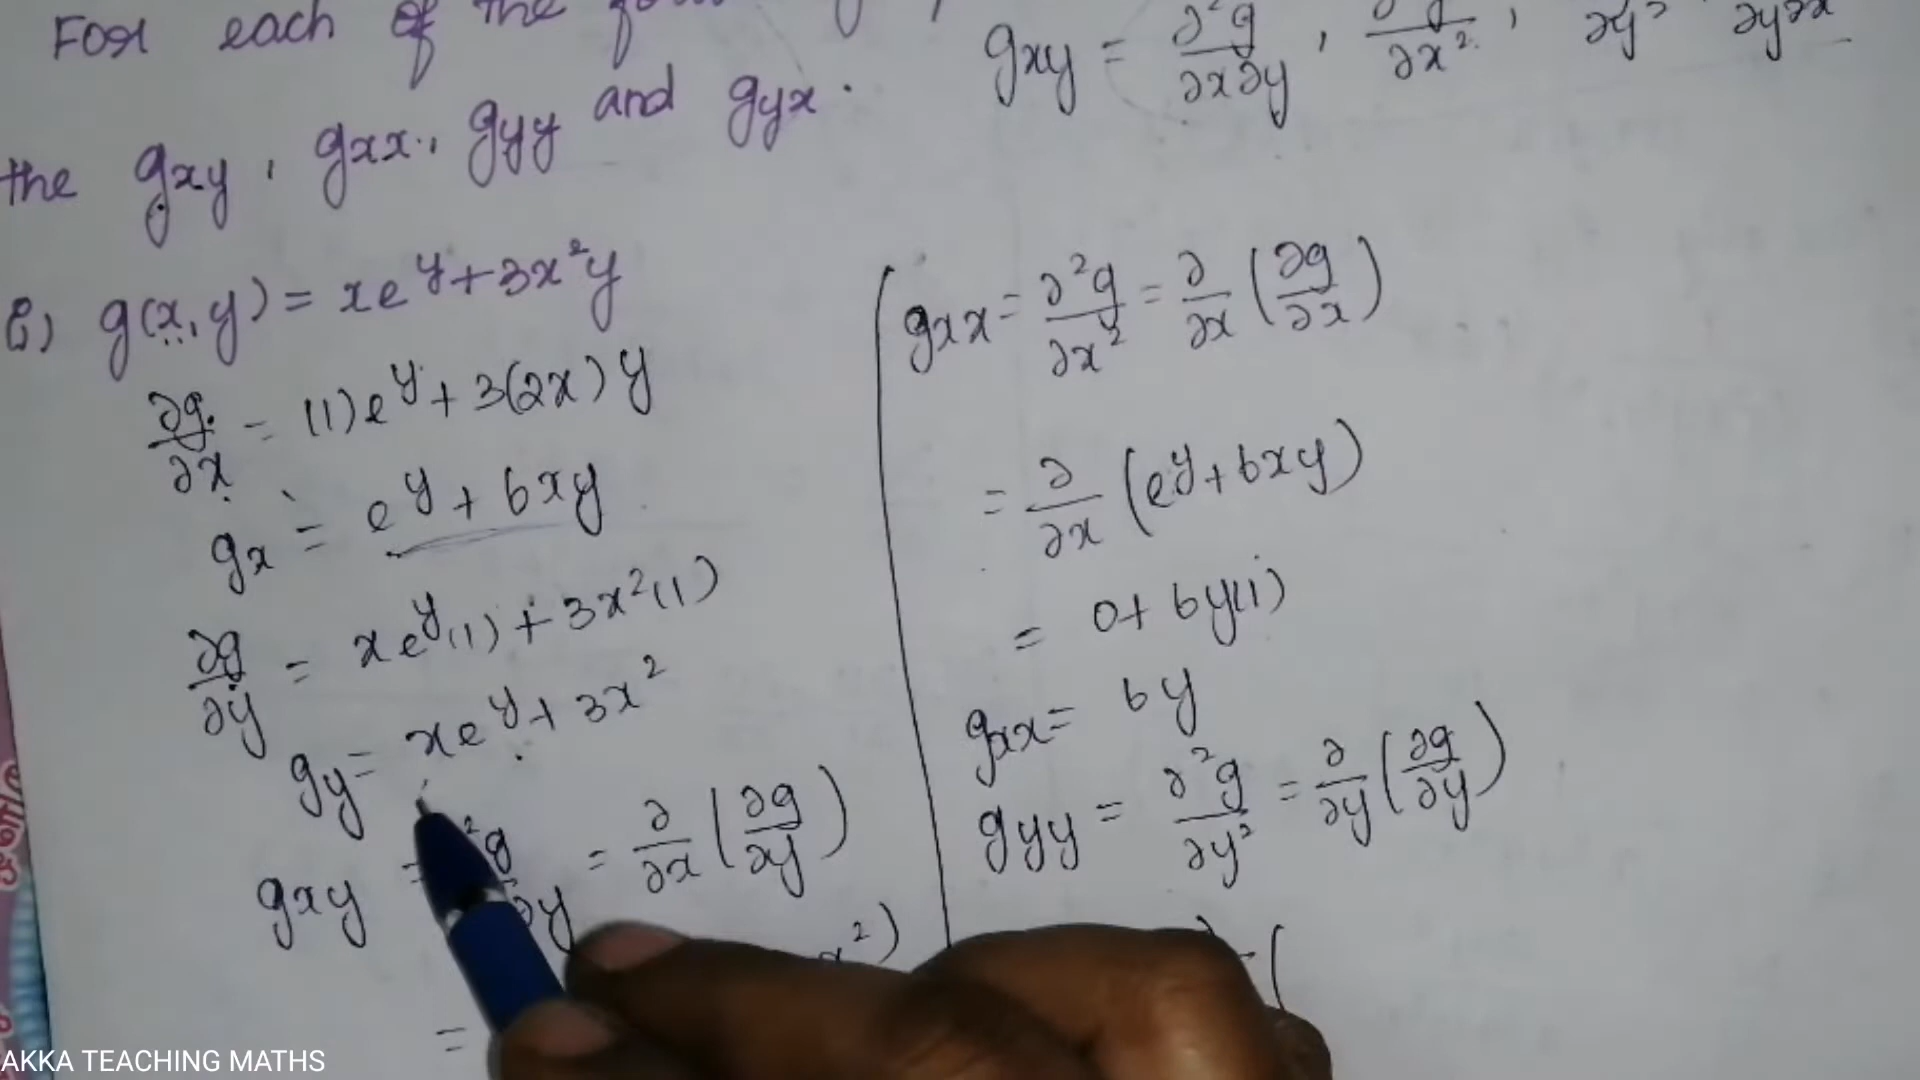 For each of the
the gxy, gxx, gyy and gyx.
g(x,y) = xe^y + 3x²y
∂g/∂x = (1)e^y + 3(2x)y
gx = e^y + 6xy
∂g/∂y = xe^y(1) + 3x²(1)
gy = xe^y + 3x²
gxy = ²g/∂y = ∂/∂x (∂g/∂y)
x²)
=
gxy = ∂²g/∂x∂y , /∂x² , ∂y² ∂y∂x
gxx = ∂²g/∂x² = ∂/∂x (∂g/∂x)
= ∂/∂x (e^y + 6xy)
= 0 + 6y(1)
gxx = 6y
gyy = ∂²g/∂y² = ∂/∂y (∂g/∂y)
(
AKKA TEACHING MATHS